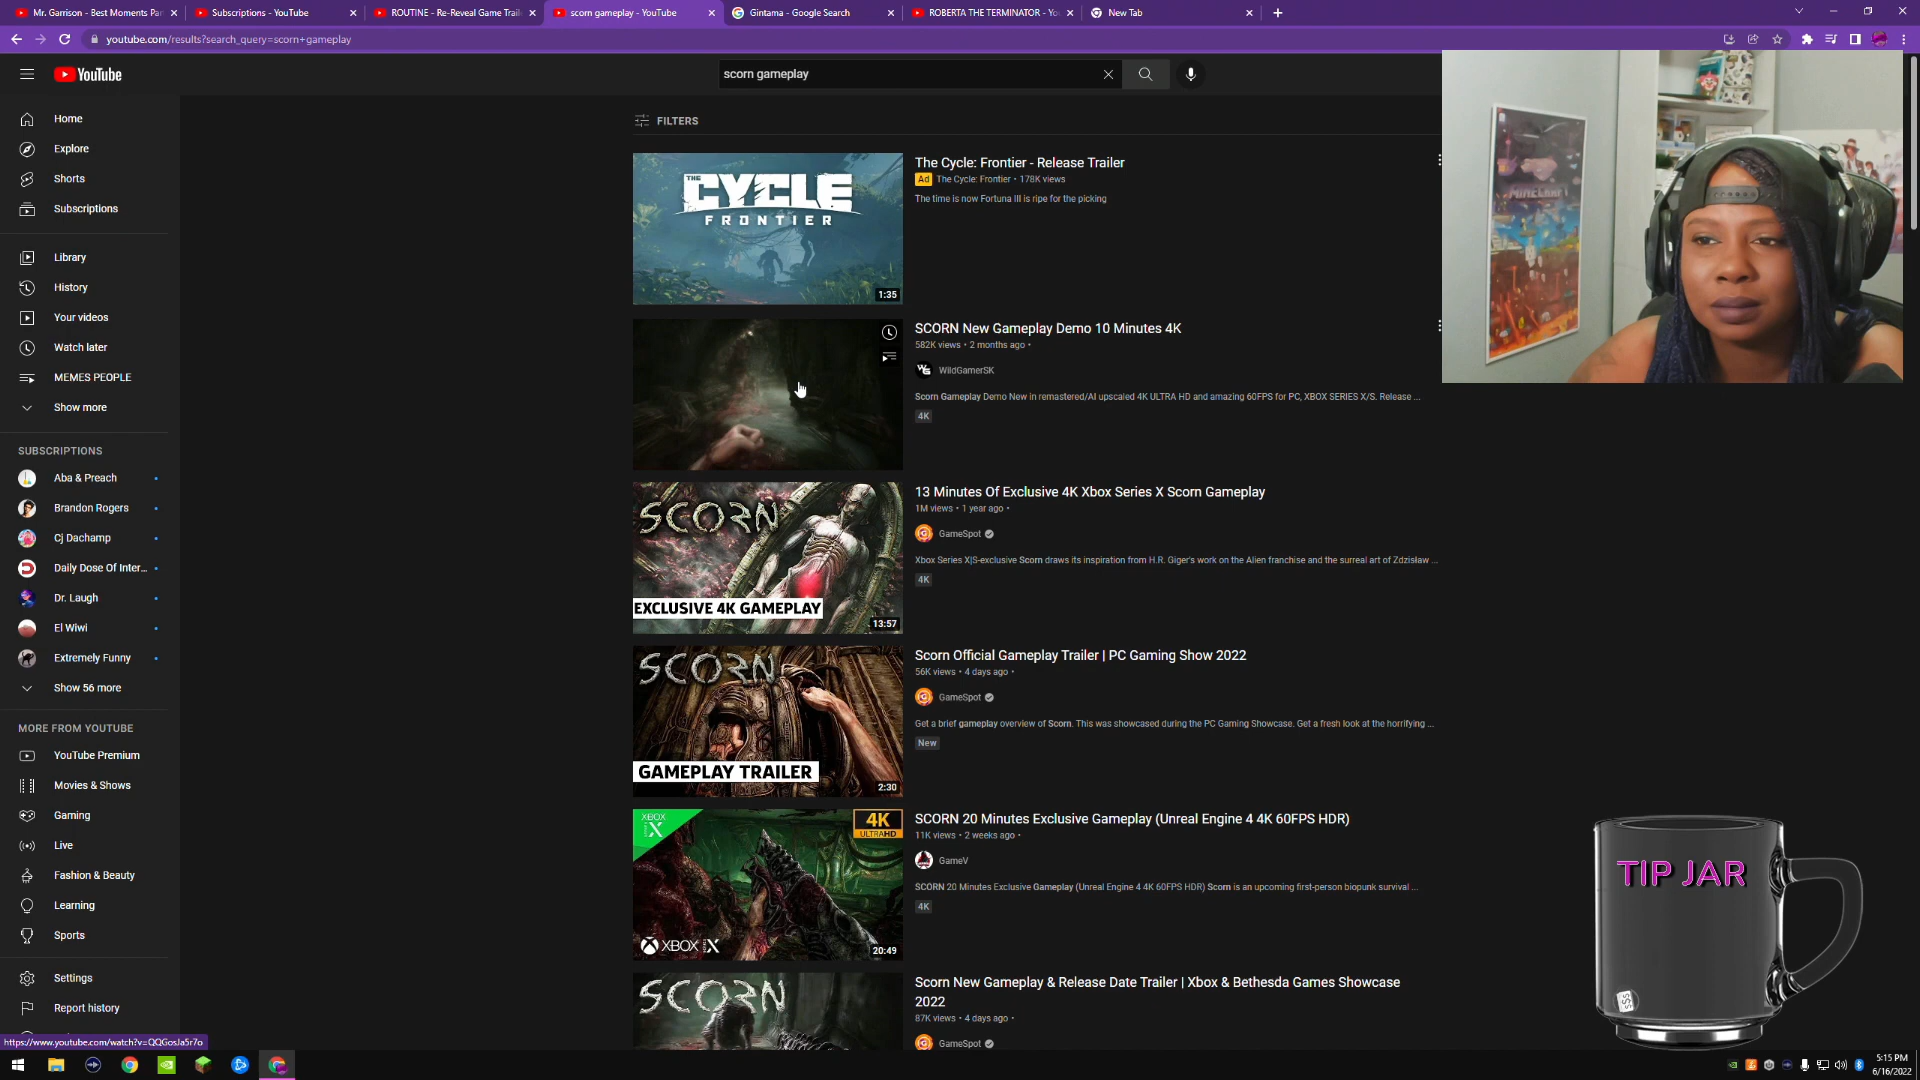 Mr. Garrison - Best Moments Par
Subscriptions - YouTube
ROUTINE - Re-Reveal Game Trail
scorn gameplay - YouTube
Gintama - Google Search
ROBERTA THE TERMINATOR - Yo
New Tab
youtube.com/results?search_query=scorn+gameplay
YouTube
scorn gameplay
FILTERS
Home
Explore
Shorts
Subscriptions
Library
History
Your videos
Watch later
MEMES PEOPLE
Show more
SUBSCRIPTIONS
Aba & Preach
Brandon Rogers
Cj Dachamp
Daily Dose Of Inter...
Dr. Laugh
El Wiwi
Extremely Funny
Show 56 more
MORE FROM YOUTUBE
YouTube Premium
Movies & Shows
Gaming
Live
Fashion & Beauty
Learning
Sports
Settings
Report history
THE CYCLE
FRONTIER
1:35
The Cycle: Frontier - Release Trailer
Ad The Cycle: Frontier • 178K views
The time is now Fortuna III is ripe for the picking
SCORN New Gameplay Demo 10 Minutes 4K
582K views • 2 months ago •
WildGamerSK
Scorn Gameplay Demo New in remastered/AI upscaled 4K ULTRA HD and amazing 60FPS for PC, XBOX SERIES X/S. Release ...
4K
SCORN
EXCLUSIVE 4K GAMEPLAY
13:57
13 Minutes Of Exclusive 4K Xbox Series X Scorn Gameplay
1M views • 1 year ago •
GameSpot
Xbox Series X|S-exclusive Scorn draws its inspiration from H.R. Giger's work on the Alien franchise and the surreal art of Zdzisław ...
4K
SCORN
GAMEPLAY TRAILER
2:30
Scorn Official Gameplay Trailer | PC Gaming Show 2022
56K views • 4 days ago •
GameSpot
Get a brief gameplay overview of Scorn. This was showcased during the PC Gaming Showcase. Get a fresh look at the horrifying ...
New
XBOX
X
4K
ULTRA HD
XBOX SERIES X
20:49
SCORN 20 Minutes Exclusive Gameplay (Unreal Engine 4 4K 60FPS HDR)
11K views • 2 weeks ago •
GameV
SCORN 20 Minutes Exclusive Gameplay (Unreal Engine 4 4K 60FPS HDR) Scorn is an upcoming first-person biopunk survival ...
4K
SCORN
Scorn New Gameplay & Release Date Trailer | Xbox & Bethesda Games Showcase
2022
87K views • 4 days ago •
GameSpot
MINECRAFT
TIP JAR
$$$
https://www.youtube.com/watch?v=QQGosIa5r7o
5:15 PM
6/16/2022